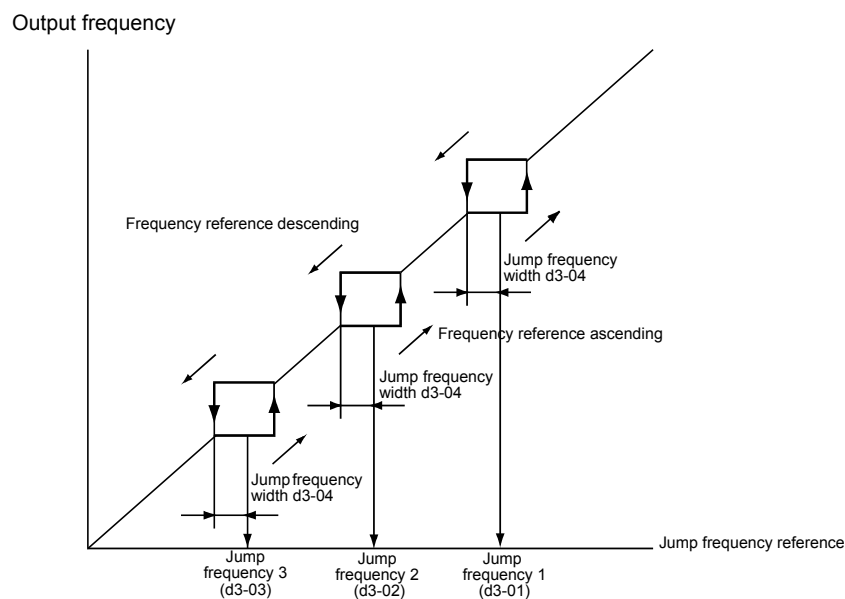 Output frequency
Frequency reference descending
Jump frequency
width d3-04
Frequency reference ascending
Jump frequency
width d3-04
Jump frequency
width d3-04
Jump frequency reference
Jump
frequency 3
(d3-03)
Jump
frequency 2
(d3-02)
Jump
frequency 1
(d3-01)